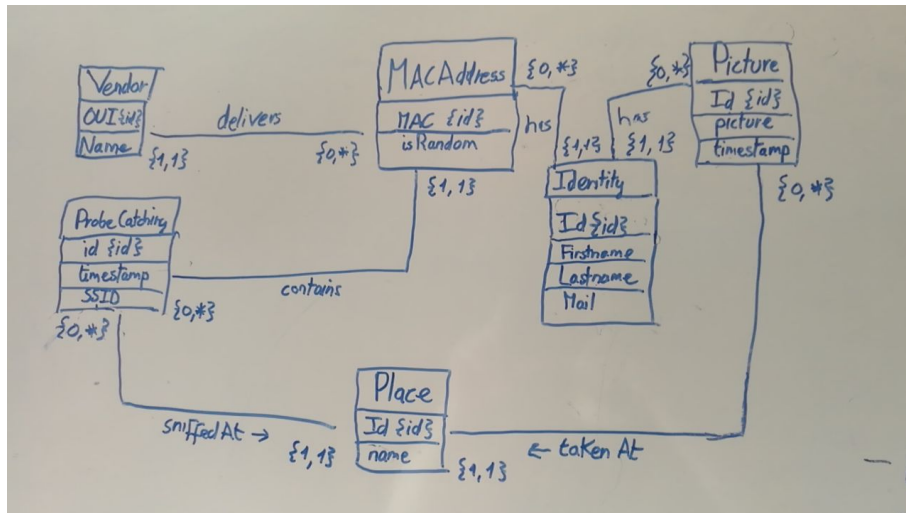 Vendor
OUI {id}
Name
{1,1}
delivers
{0,*}
MACAddress
MAC {id}
isRandom
{1,1}
{0,*}
has
{1,1}
Identity
Id {id}
Firstname
Lastname
Mail
{1,1}
has
{0,*}
Picture
Id {id}
picture
timestamp
{0,*}
ProbeCatching
id {id}
timestamp
SSID
{0,*}
{0,*}
contains
sniffedAt →
{1,1}
Place
Id {id}
name
{1,1}
← taken At